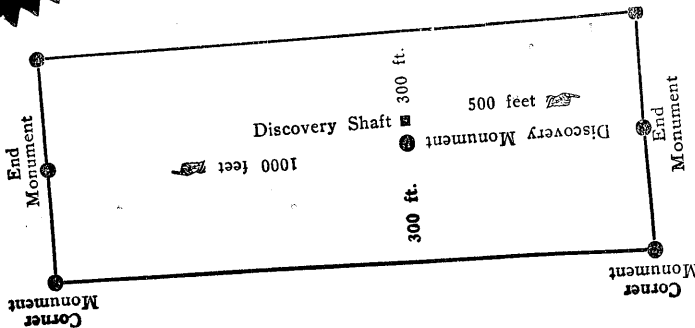 300 ft.
500 feet
Discovery Shaft
Discovery Monument
End
Monument
End
Monument
1000 feet
300 ft.
Corner
Monument
Corner
Monument